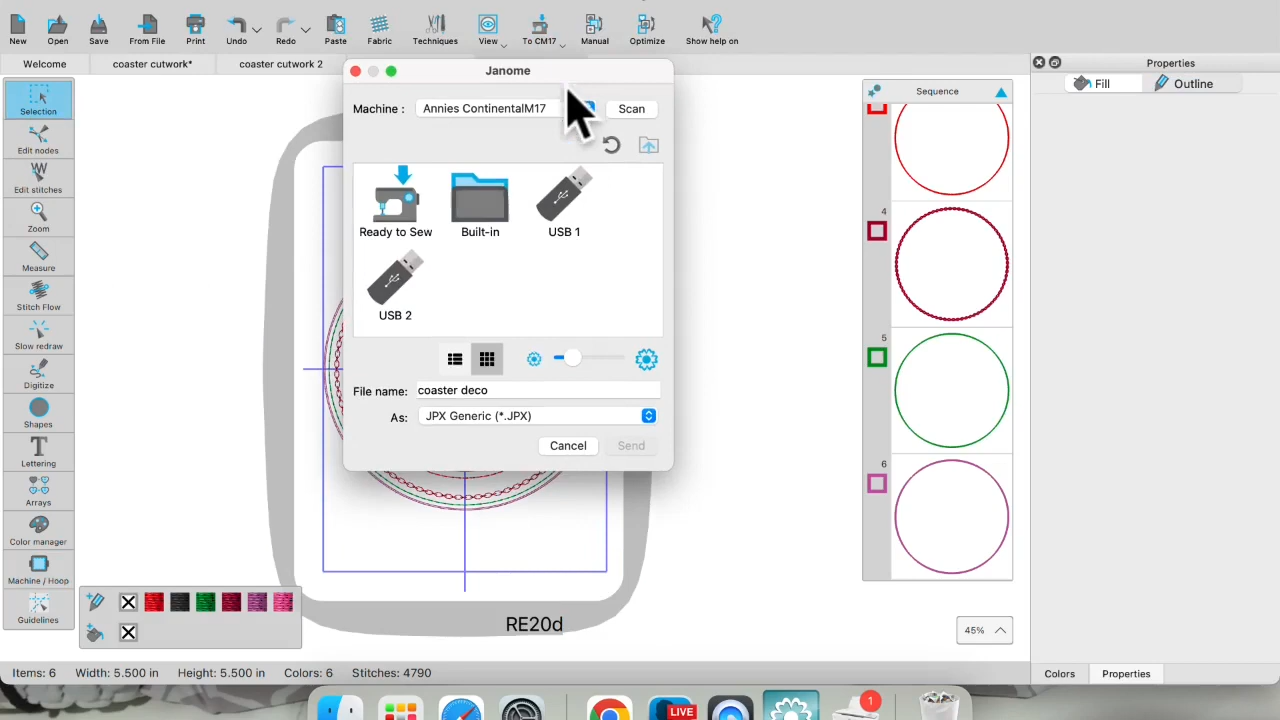 New Open Save From File Print Undo Redo Paste Fabric Techniques View To CM17 Manual Optimize Show help on
Welcome coaster cutwork* coaster cutwork 2
Properties
Fill Outline
Selection
Edit nodes
Edit stitches
Zoom
Measure
Stitch Flow
Slow redraw
Digitize
Shapes
Lettering
Arrays
Color manager
Machine / Hoop
Guidelines
Janome
Machine : Annies ContinentalM17 Scan
Ready to Sew Built-in USB 1
USB 2
File name: coaster deco
As: JPX Generic (*.JPX)
Cancel Send
RE20d
Sequence
4
5
6
45%
Items: 6 Width: 5.500 in Height: 5.500 in Colors: 6 Stitches: 4790
Colors Properties
LIVE
1